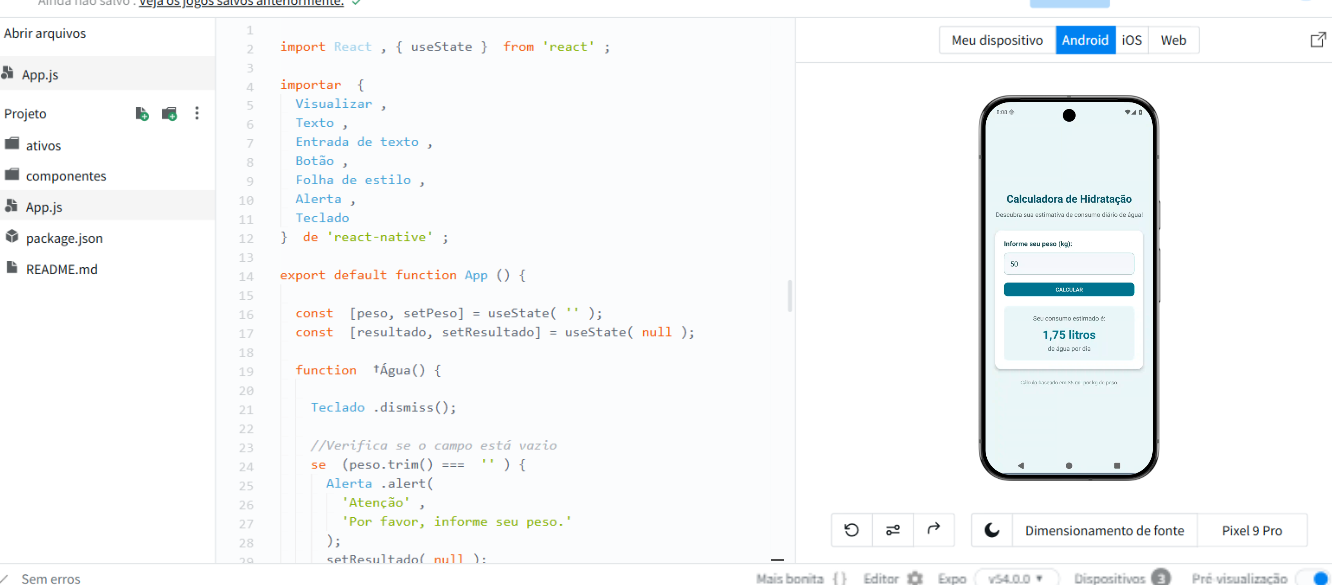 Ainda não salvo . Veja os jogos salvos anteriormente.
Abrir arquivos
App.js
Projeto
ativos
componentes
App.js
package.json
README.md
1
2 import React , { useState } from 'react' ;
3
4 importar {
5 Visualizar ,
6 Texto ,
7 Entrada de texto ,
8 Botão ,
9 Folha de estilo ,
10 Alerta ,
11 Teclado
12 } de 'react-native' ;
13
14 export default function App () {
15
16 const [peso, setPeso] = useState( '' );
17 const [resultado, setResultado] = useState( null );
18
19 function †Água() {
20
21 Teclado .dismiss();
22
23 //Verifica se o campo está vazio
24 se (peso.trim() === '' ) {
25 Alerta .alert(
26 'Atenção' ,
27 'Por favor, informe seu peso.'
28 );
29 setResultado( null );
Meu dispositivo Android iOS Web
Calculadora de Hidratação
Descubra sua estimativa de consumo diário de água!
Informe seu peso (kg):
50
CALCULAR
Seu consumo estimado é:
1,75 litros
de água por dia
Dimensionamento de fonte Pixel 9 Pro
Sem erros
Mais bonita { } Editor Expo v54.0.0 Dispositivos 3 Pré-visualização